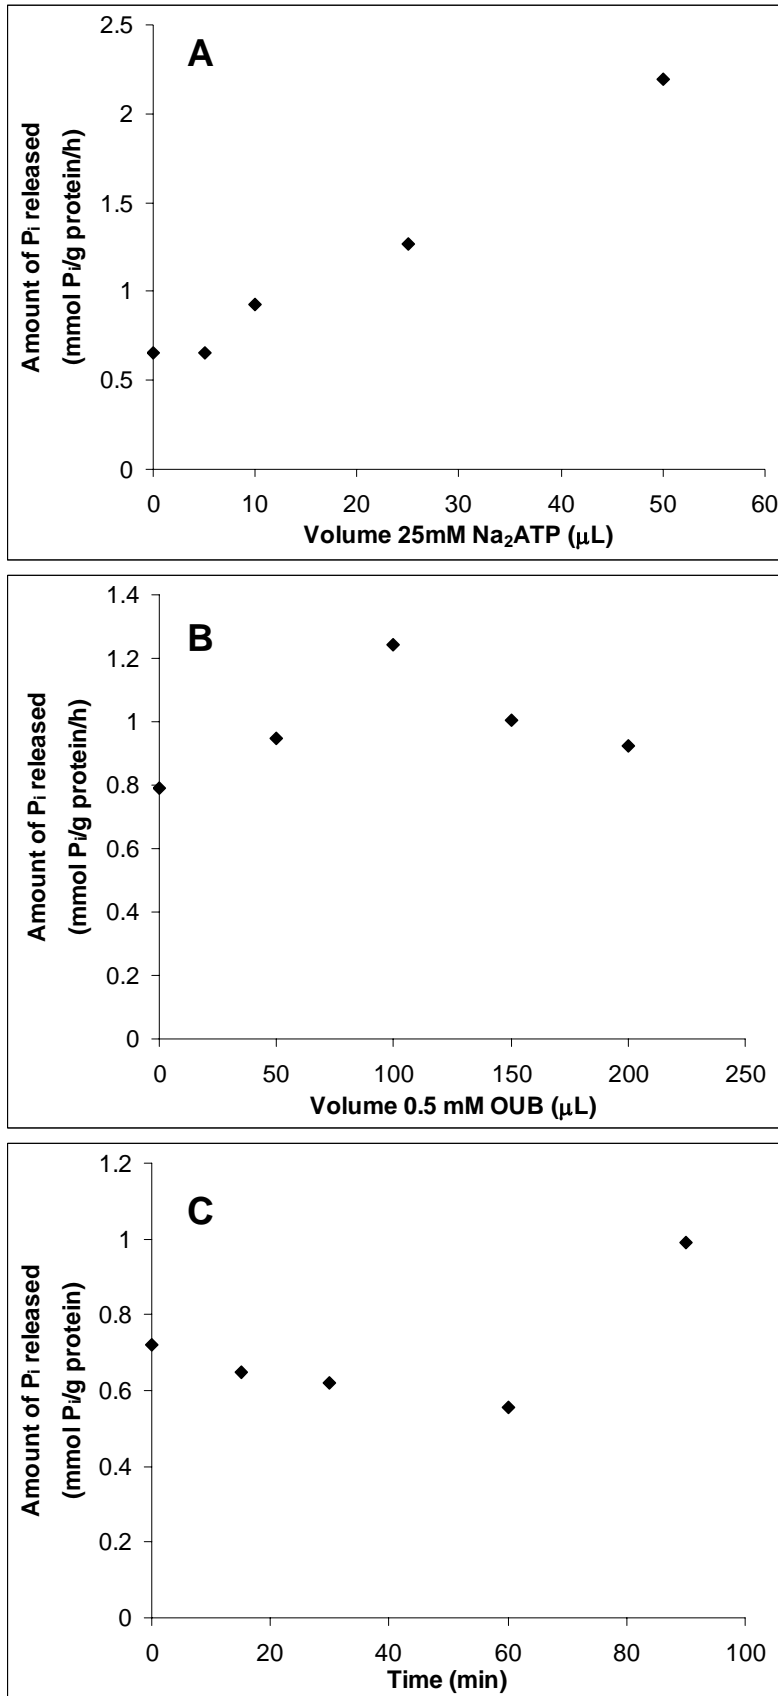 A
Amount of Pi released
(mmol Pi/g protein/h)
2.5
2
1.5
1
0.5
0
0 10 20 30 40 50 60
Volume 25mM Na₂ATP (μL)
B
Amount of Pi released
(mmol Pi/g protein/h)
1.4
1.2
1
0.8
0.6
0.4
0.2
0
0 50 100 150 200 250
Volume 0.5 mM OUB (μL)
C
Amount of Pi released
(mmol Pi/g protein)
1.2
1
0.8
0.6
0.4
0.2
0
0 20 40 60 80 100
Time (min)